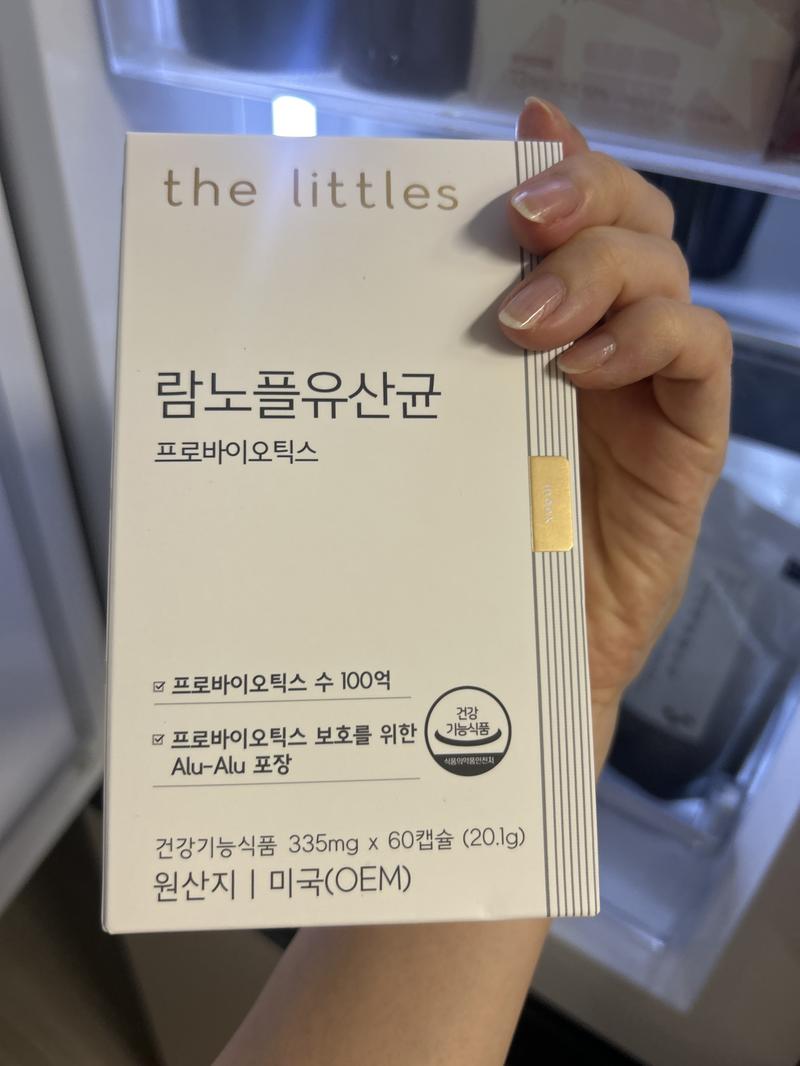 the littles
람노플유산균
프로바이오틱스
프로바이오틱스 수 100억
프로바이오틱스 보호를 위한
Alu-Alu 포장
건강
기능식품
식품의약품안전처
건강기능식품 335mg x 60캡슐 (20.1g)
원산지 | 미국(OEM)